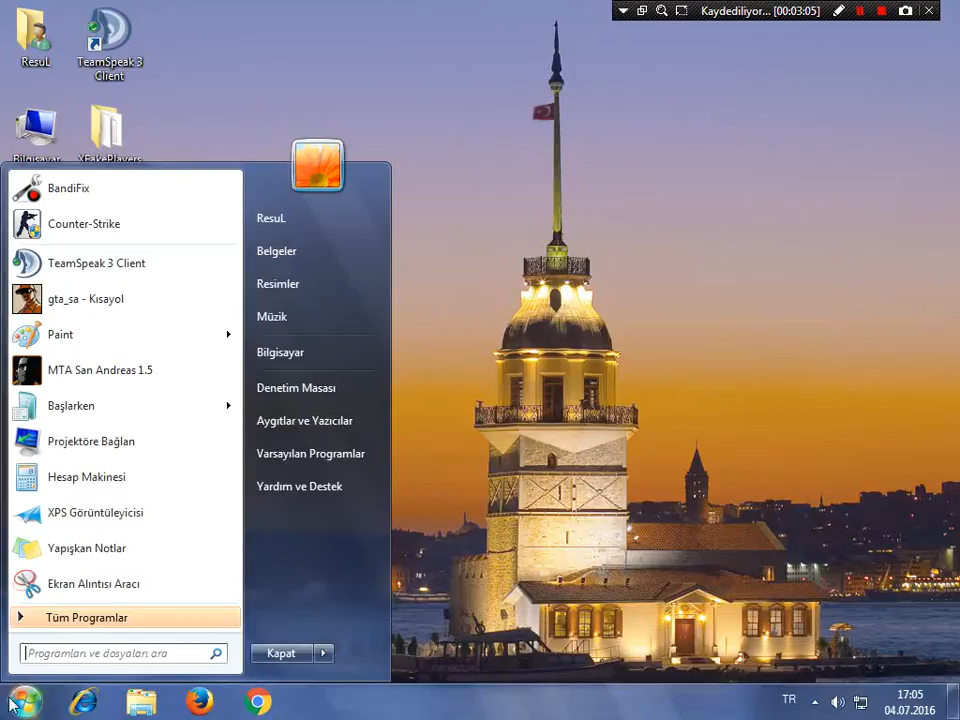 Kaydediliyor... [00:03:05]
ResuL
TeamSpeak 3
Client
Bilgisayar
XFakePlayers
BandiFix
Counter-Strike
TeamSpeak 3 Client
gta_sa - Kısayol
Paint
MTA San Andreas 1.5
Başlarken
Projektöre Bağlan
Hesap Makinesi
XPS Görüntüleyicisi
Yapışkan Notlar
Ekran Alıntısı Aracı
Tüm Programlar
Programları ve dosyaları ara
ResuL
Belgeler
Resimler
Müzik
Bilgisayar
Denetim Masası
Aygıtlar ve Yazıcılar
Varsayılan Programlar
Yardım ve Destek
Kapat
TR
17:05
04.07.2016